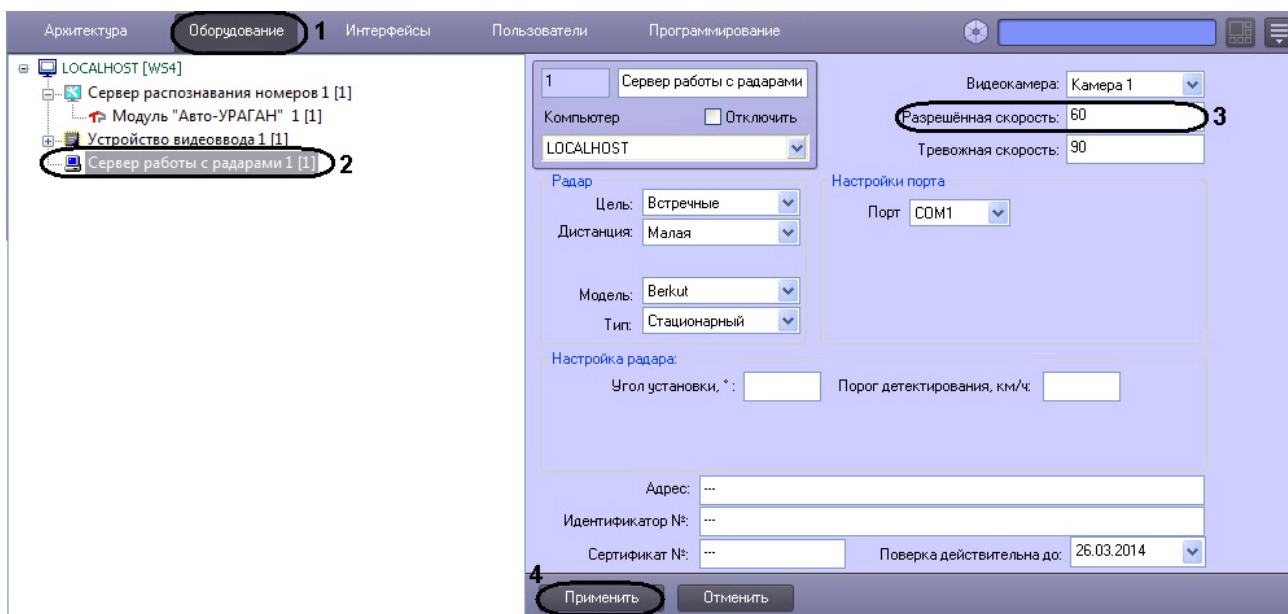 Архитектура Оборудование 1 Интерфейсы Пользователи Программирование
LOCALHOST [WS4]
Сервер распознавания номеров 1 [1]
Модуль "Авто-УРАГАН" 1 [1]
Устройство видеоввода 1 [1]
Сервер работы с радарами 1 [1] 2
1 Сервер работы с радарами
Компьютер Отключить
LOCALHOST
Видеокамера: Камера 1
Разрешённая скорость: 60 3
Тревожная скорость: 90
Радар
Цель: Встречные
Дистанция: Малая
Модель: Berkut
Тип: Стационарный
Настройки порта
Порт COM1
Настройка радара:
Угол установки, ° : Порог детектирования, км/ч:
Адрес: ---
Идентификатор №: ---
Сертификат №: --- Поверка действительна до: 26.03.2014
4
Применить Отменить